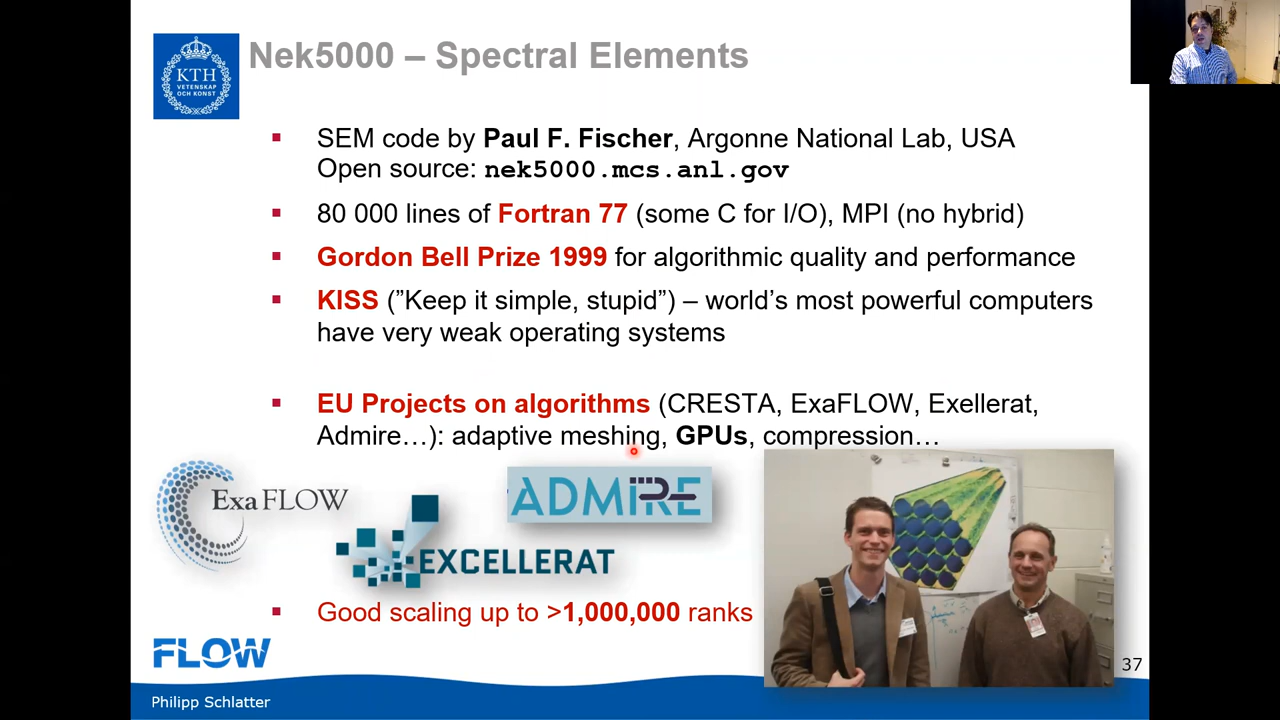 KTH
VETENSKAP
OCH KONST
Nek5000 – Spectral Elements
SEM code by Paul F. Fischer, Argonne National Lab, USA
Open source: nek5000.mcs.anl.gov
80 000 lines of Fortran 77 (some C for I/O), MPI (no hybrid)
Gordon Bell Prize 1999 for algorithmic quality and performance
KISS (”Keep it simple, stupid”) – world’s most powerful computers
have very weak operating systems
EU Projects on algorithms (CRESTA, ExaFLOW, Exellerat,
Admire…): adaptive meshing, GPUs, compression…
ExaFLOW
ADMIRE
EXCELLERAT
Good scaling up to >1,000,000 ranks
FLOW
37
Philipp Schlatter